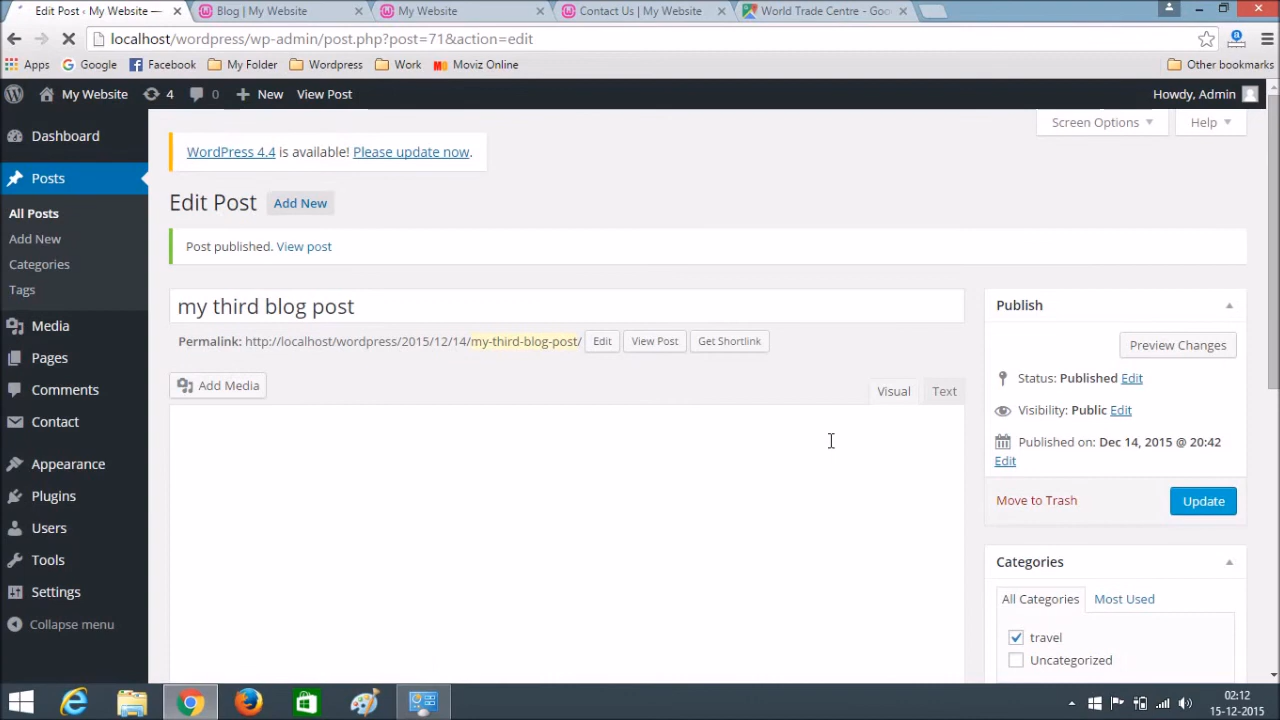 Edit Post ‹ My Website —
Blog | My Website
My Website
Contact Us | My Website
World Trade Centre - Goo
localhost/wordpress/wp-admin/post.php?post=71&action=edit
Apps
Google
Facebook
My Folder
Wordpress
Work
Moviz Online
Other bookmarks
My Website
4
0
New
View Post
Howdy, Admin
Dashboard
Posts
All Posts
Add New
Categories
Tags
Media
Pages
Comments
Contact
Appearance
Plugins
Users
Tools
Settings
Collapse menu
Screen Options
Help
WordPress 4.4 is available! Please update now.
Edit Post
Add New
Post published. View post
my third blog post
Permalink: http://localhost/wordpress/2015/12/14/my-third-blog-post/
Edit
View Post
Get Shortlink
Add Media
Visual
Text
Publish
Preview Changes
Status: Published Edit
Visibility: Public Edit
Published on: Dec 14, 2015 @ 20:42
Edit
Move to Trash
Update
Categories
All Categories
Most Used
travel
Uncategorized
02:12
15-12-2015